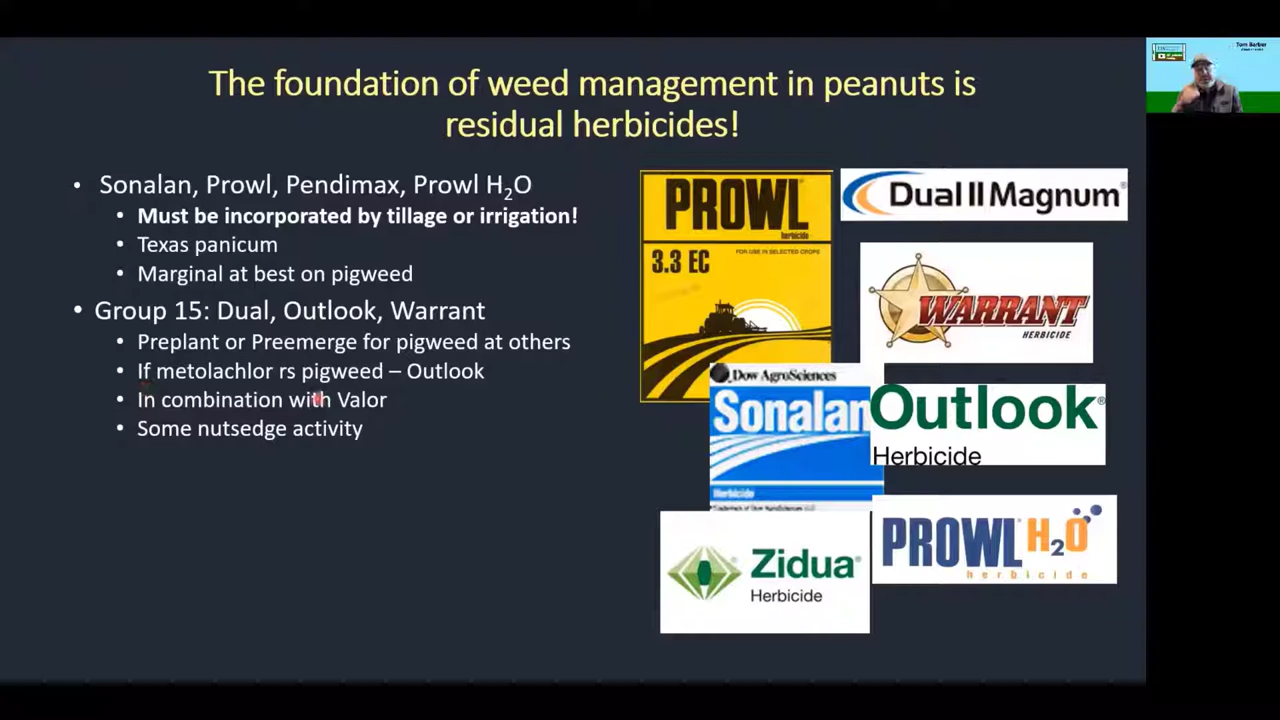 The foundation of weed management in peanuts is
residual herbicides!
• Sonalan, Prowl, Pendimax, Prowl H2O
• Must be incorporated by tillage or irrigation!
• Texas panicum
• Marginal at best on pigweed
• Group 15: Dual, Outlook, Warrant
• Preplant or Preemerge for pigweed at others
• If metolachlor rs pigweed – Outlook
• In combination with Valor
• Some nutsedge activity
PROWL
herbicide
3.3 EC
FOR USE IN SELECTED CROPS
Dual II Magnum®
WARRANT
HERBICIDE
Dow AgroSciences
Sonalan
Herbicide
Outlook®
Herbicide
Zidua®
Herbicide
PROWL® H2O
herbicide
Tom Barber